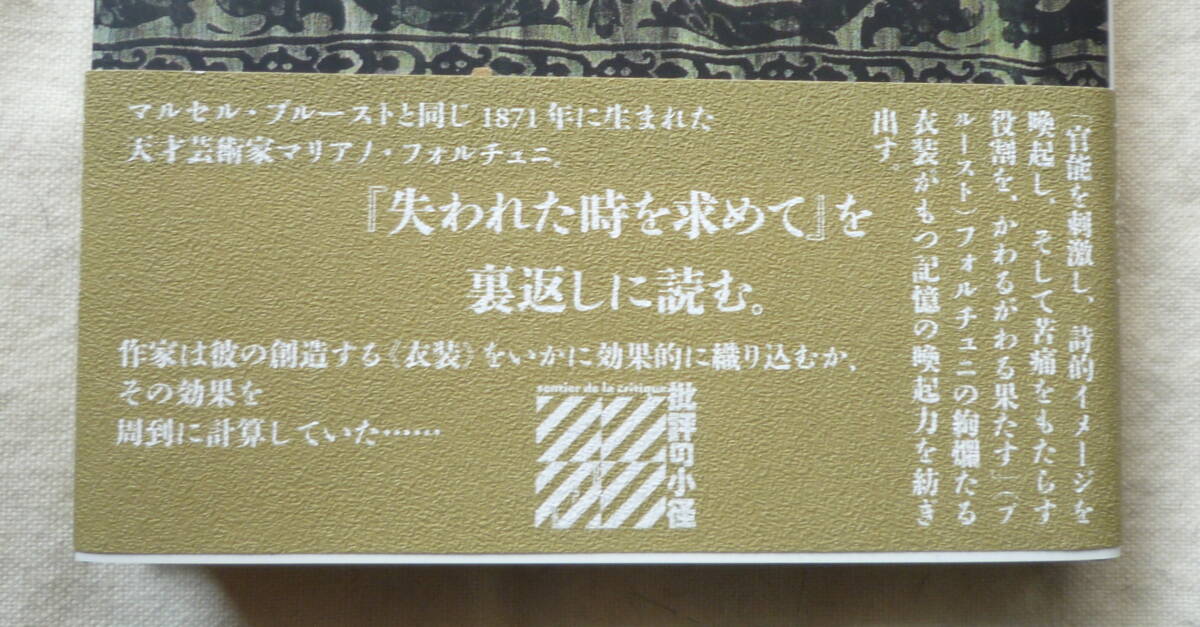 マルセル・プルーストと同じ1871年に生まれた
天才芸術家マリアノ・フォルチュニ。
『失われた時を求めて』を
裏返しに読む。
作家は彼の創造する《衣装》をいかに効果的に織り込むか、
その効果を
周到に計算していた……
sentier de la critique
批評の小径
「官能を刺激し、詩的イメージを
喚起し、そして苦痛をもたらす
役割を、かわるがわる果たす」(プ
ルースト)フォルチュニの絢爛たる
衣装がもつ記憶の喚起力を紡ぎ
出す。